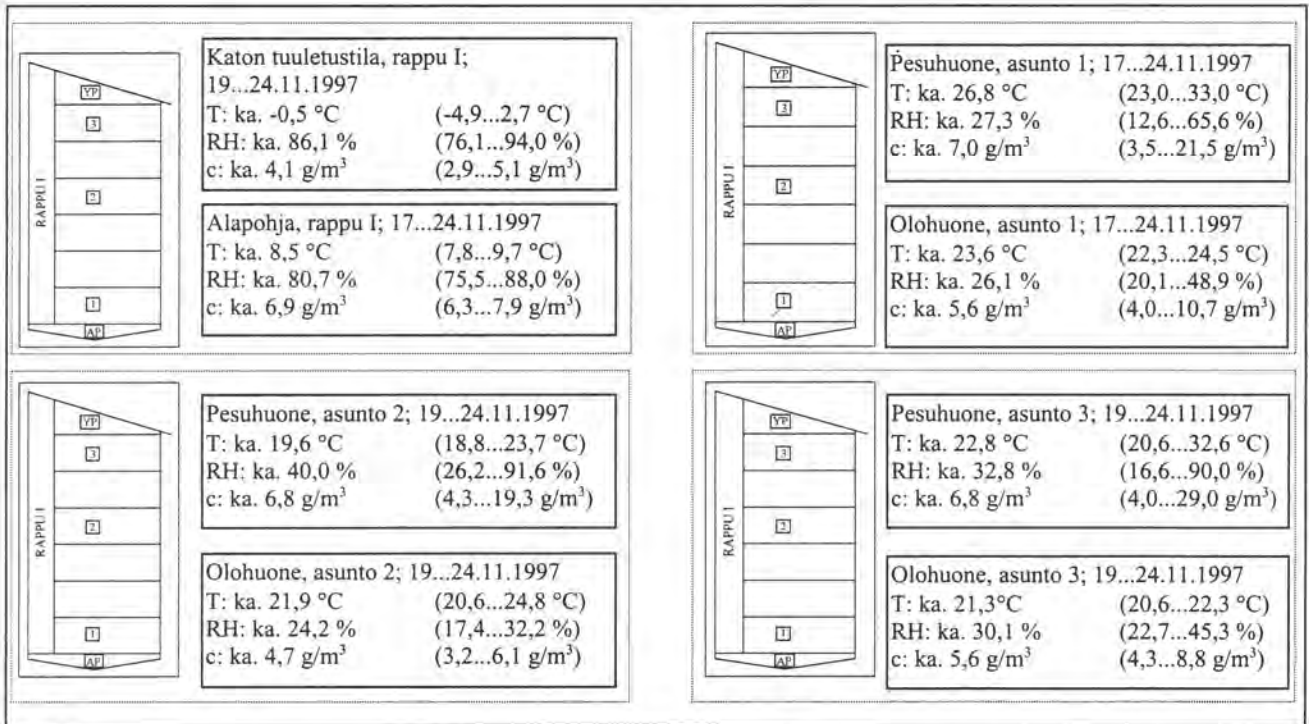 Katon tuuletustila, rappu I;
19...24.11.1997
T: ka. -0,5 °C (-4,9...2,7 °C)
RH: ka. 86,1 % (76,1...94,0 %)
c: ka. 4,1 g/m³ (2,9...5,1 g/m³)
Alapohja, rappu I; 17...24.11.1997
T: ka. 8,5 °C (7,8...9,7 °C)
RH: ka. 80,7 % (75,5...88,0 %)
c: ka. 6,9 g/m³ (6,3...7,9 g/m³)
RAPPU I
YP
3
2
1
AP
Pesuhuone, asunto 1; 17...24.11.1997
T: ka. 26,8 °C (23,0...33,0 °C)
RH: ka. 27,3 % (12,6...65,6 %)
c: ka. 7,0 g/m³ (3,5...21,5 g/m³)
Olohuone, asunto 1; 17...24.11.1997
T: ka. 23,6 °C (22,3...24,5 °C)
RH: ka. 26,1 % (20,1...48,9 %)
c: ka. 5,6 g/m³ (4,0...10,7 g/m³)
RAPPU I
YP
3
2
1
AP
Pesuhuone, asunto 2; 19...24.11.1997
T: ka. 19,6 °C (18,8...23,7 °C)
RH: ka. 40,0 % (26,2...91,6 %)
c: ka. 6,8 g/m³ (4,3...19,3 g/m³)
Olohuone, asunto 2; 19...24.11.1997
T: ka. 21,9 °C (20,6...24,8 °C)
RH: ka. 24,2 % (17,4...32,2 %)
c: ka. 4,7 g/m³ (3,2...6,1 g/m³)
RAPPU I
YP
3
2
1
AP
Pesuhuone, asunto 3; 19...24.11.1997
T: ka. 22,8 °C (20,6...32,6 °C)
RH: ka. 32,8 % (16,6...90,0 %)
c: ka. 6,8 g/m³ (4,0...29,0 g/m³)
Olohuone, asunto 3; 19...24.11.1997
T: ka. 21,3°C (20,6...22,3 °C)
RH: ka. 30,1 % (22,7...45,3 %)
c: ka. 5,6 g/m³ (4,3...8,8 g/m³)
RAPPU I
YP
3
2
1
AP